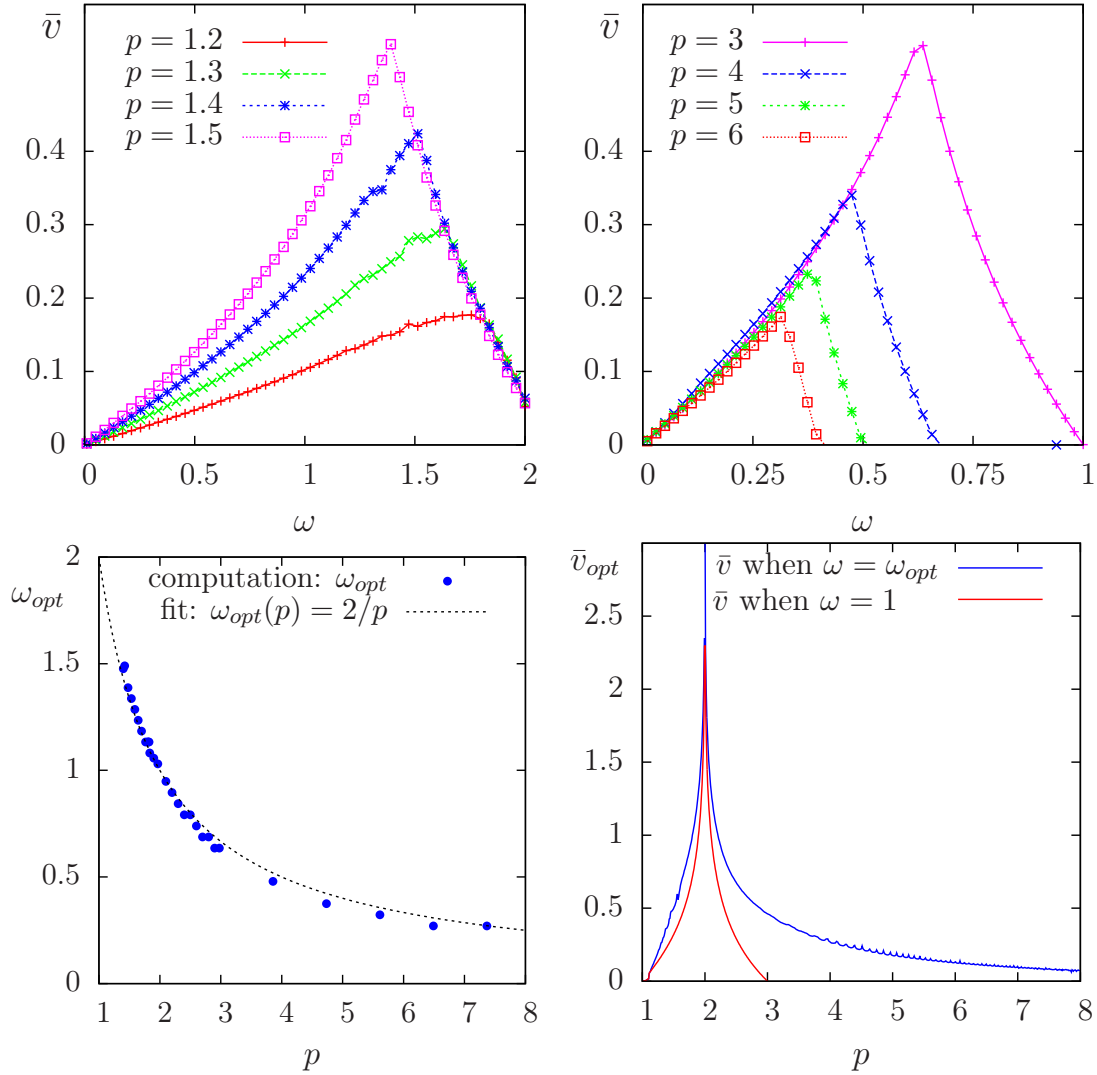 v̄
p = 1.2
p = 1.3
p = 1.4
p = 1.5
0.4
0.3
0.2
0.1
0
0 0.5 1 1.5 2
ω
v̄
p = 3
p = 4
p = 5
p = 6
0.4
0.3
0.2
0.1
0
0 0.25 0.5 0.75 1
ω
ω_opt
computation: ω_opt
fit: ω_opt(p) = 2/p
2
1.5
1
0.5
0
1 2 3 4 5 6 7 8
p
v̄_opt
v̄ when ω = ω_opt
v̄ when ω = 1
2.5
2
1.5
1
0.5
0
1 2 3 4 5 6 7 8
p